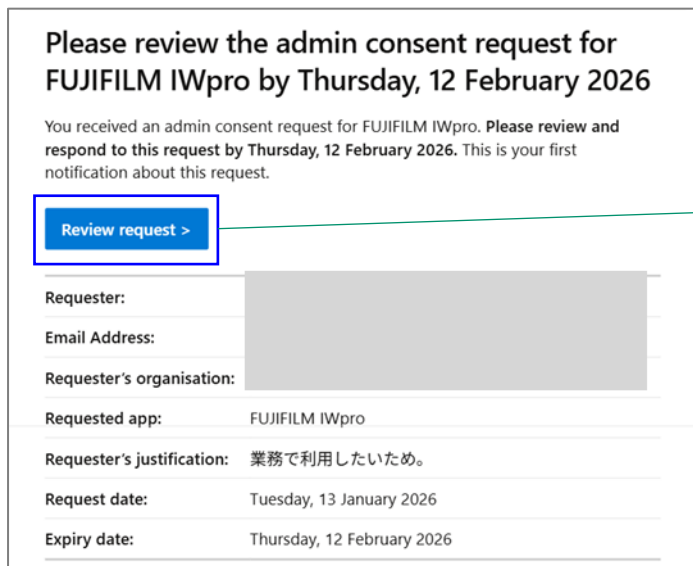 Please review the admin consent request for
FUJIFILM IWpro by Thursday, 12 February 2026
You received an admin consent request for FUJIFILM IWpro. Please review and
respond to this request by Thursday, 12 February 2026. This is your first
notification about this request.
Review request >
Requester:
Email Address:
Requester's organisation:
Requested app: FUJIFILM IWpro
Requester's justification: 業務で利用したいため。
Request date: Tuesday, 13 January 2026
Expiry date: Thursday, 12 February 2026